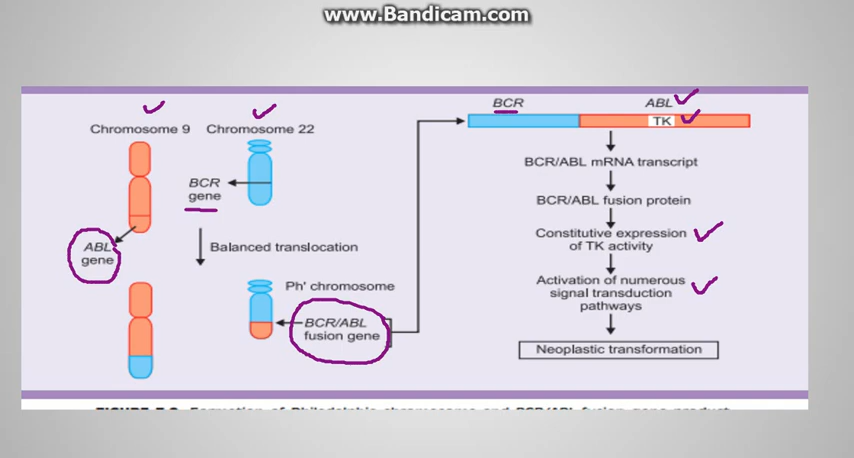 www.Bandicam.com
Chromosome 9
Chromosome 22
BCR
gene
ABL
gene
Balanced translocation
Ph' chromosome
BCR/ABL
fusion gene
BCR
ABL
TK
BCR/ABL mRNA transcript
BCR/ABL fusion protein
Constitutive expression
of TK activity
Activation of numerous
signal transduction
pathways
Neoplastic transformation